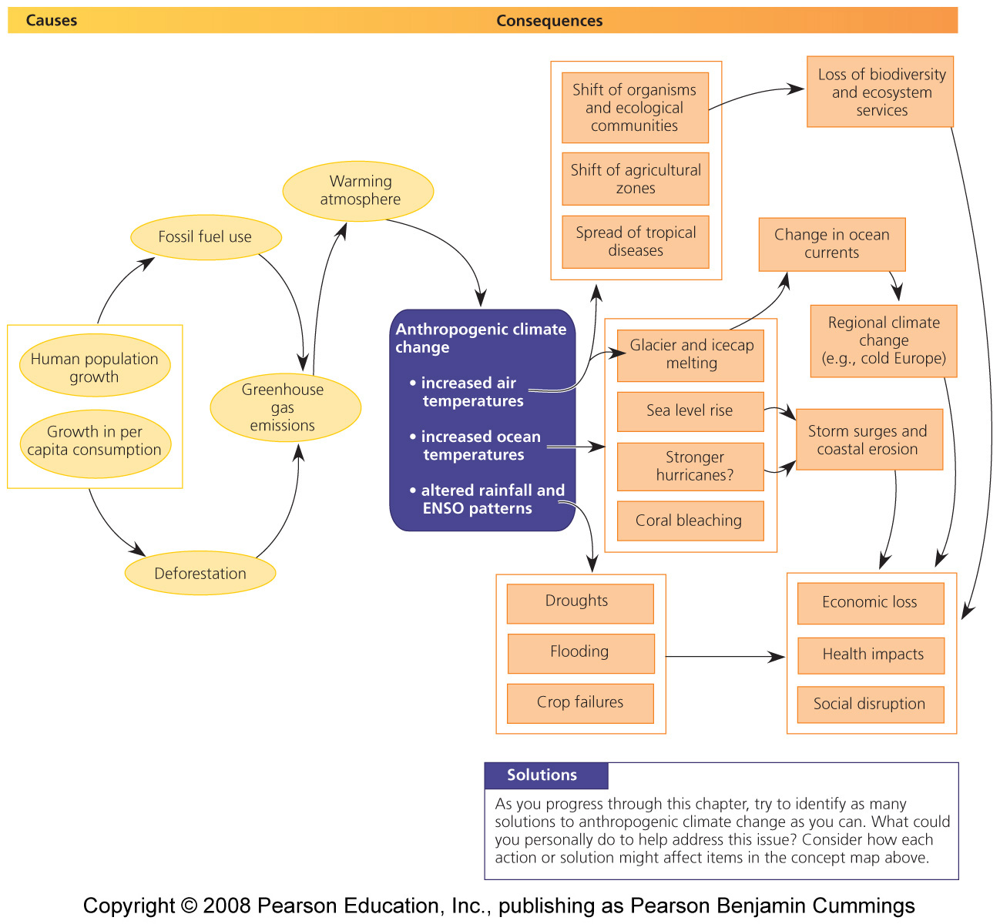 Causes
Consequences
Shift of organisms
and ecological
communities
Shift of agricultural
zones
Spread of tropical
diseases
Loss of biodiversity
and ecosystem
services
Warming
atmosphere
Fossil fuel use
Human population
growth
Growth in per
capita consumption
Greenhouse
gas
emissions
Deforestation
Anthropogenic climate
change
• increased air
temperatures
• increased ocean
temperatures
• altered rainfall and
ENSO patterns
Change in ocean
currents
Regional climate
change
(e.g., cold Europe)
Glacier and icecap
melting
Sea level rise
Stronger
hurricanes?
Coral bleaching
Storm surges and
coastal erosion
Droughts
Flooding
Crop failures
Economic loss
Health impacts
Social disruption
Solutions
As you progress through this chapter, try to identify as many
solutions to anthropogenic climate change as you can. What could
you personally do to help address this issue? Consider how each
action or solution might affect items in the concept map above.
Copyright © 2008 Pearson Education, Inc., publishing as Pearson Benjamin Cummings